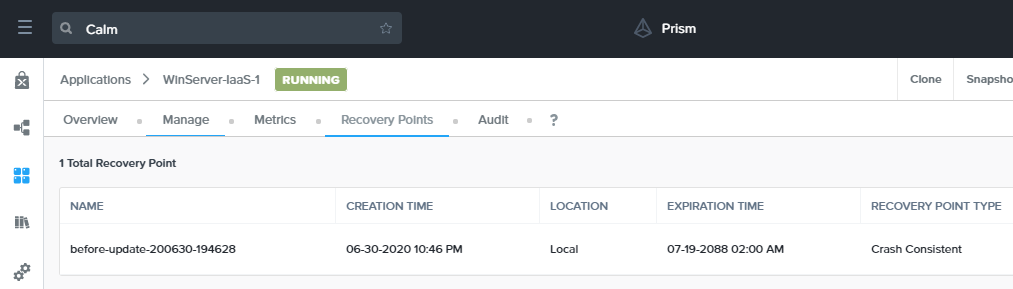 Calm
Prism
Applications > WinServer-IaaS-1 RUNNING
Clone Snapsho
Overview Manage Metrics Recovery Points Audit ?
1 Total Recovery Point
NAME CREATION TIME LOCATION EXPIRATION TIME RECOVERY POINT TYPE
before-update-200630-194628 06-30-2020 10:46 PM Local 07-19-2088 02:00 AM Crash Consistent